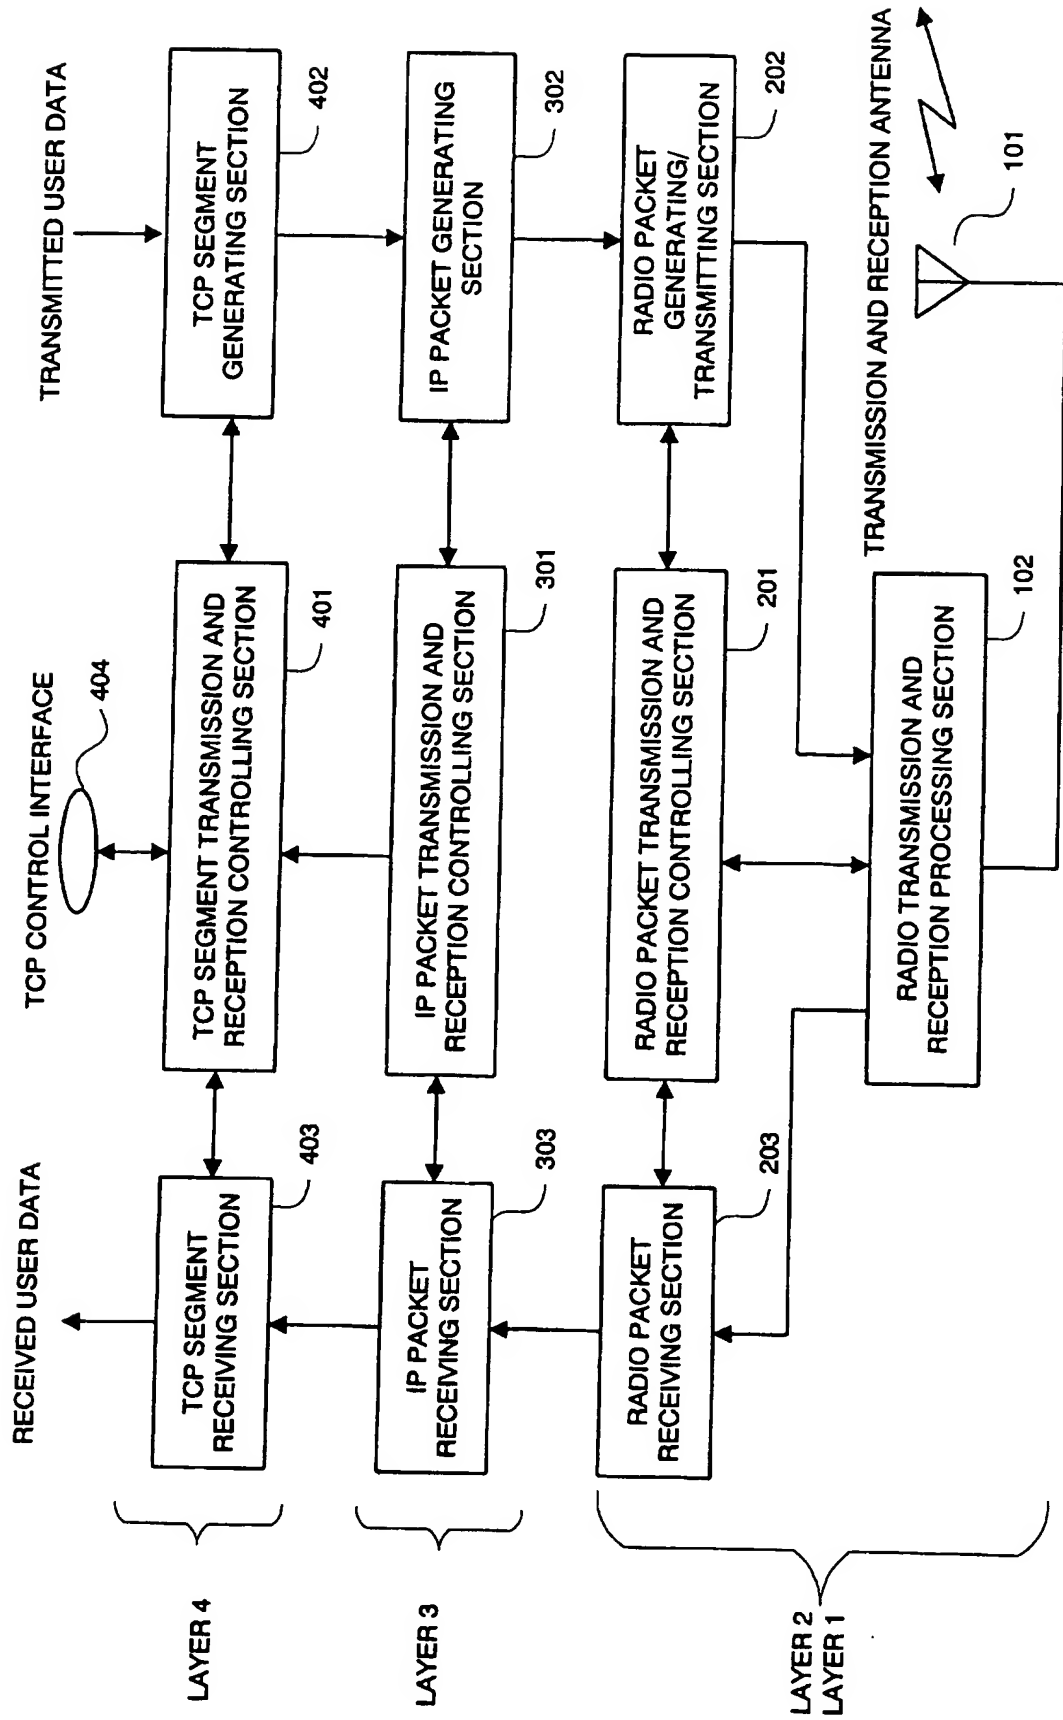 RECEIVED USER DATA
TCP CONTROL INTERFACE
404
TRANSMITTED USER DATA
LAYER 4
TCP SEGMENT
RECEIVING SECTION
403
TCP SEGMENT TRANSMISSION AND
RECEPTION CONTROLLING SECTION
401
TCP SEGMENT
GENERATING SECTION
402
LAYER 3
IP PACKET
RECEIVING SECTION
303
IP PACKET TRANSMISSION AND
RECEPTION CONTROLLING SECTION
301
IP PACKET GENERATING
SECTION
302
LAYER 2
LAYER 1
RADIO PACKET
RECEIVING SECTION
203
RADIO PACKET TRANSMISSION AND
RECEPTION CONTROLLING SECTION
201
RADIO PACKET
GENERATING/
TRANSMITTING SECTION
202
RADIO TRANSMISSION AND
RECEPTION PROCESSING SECTION
102
TRANSMISSION AND RECEPTION ANTENNA
101